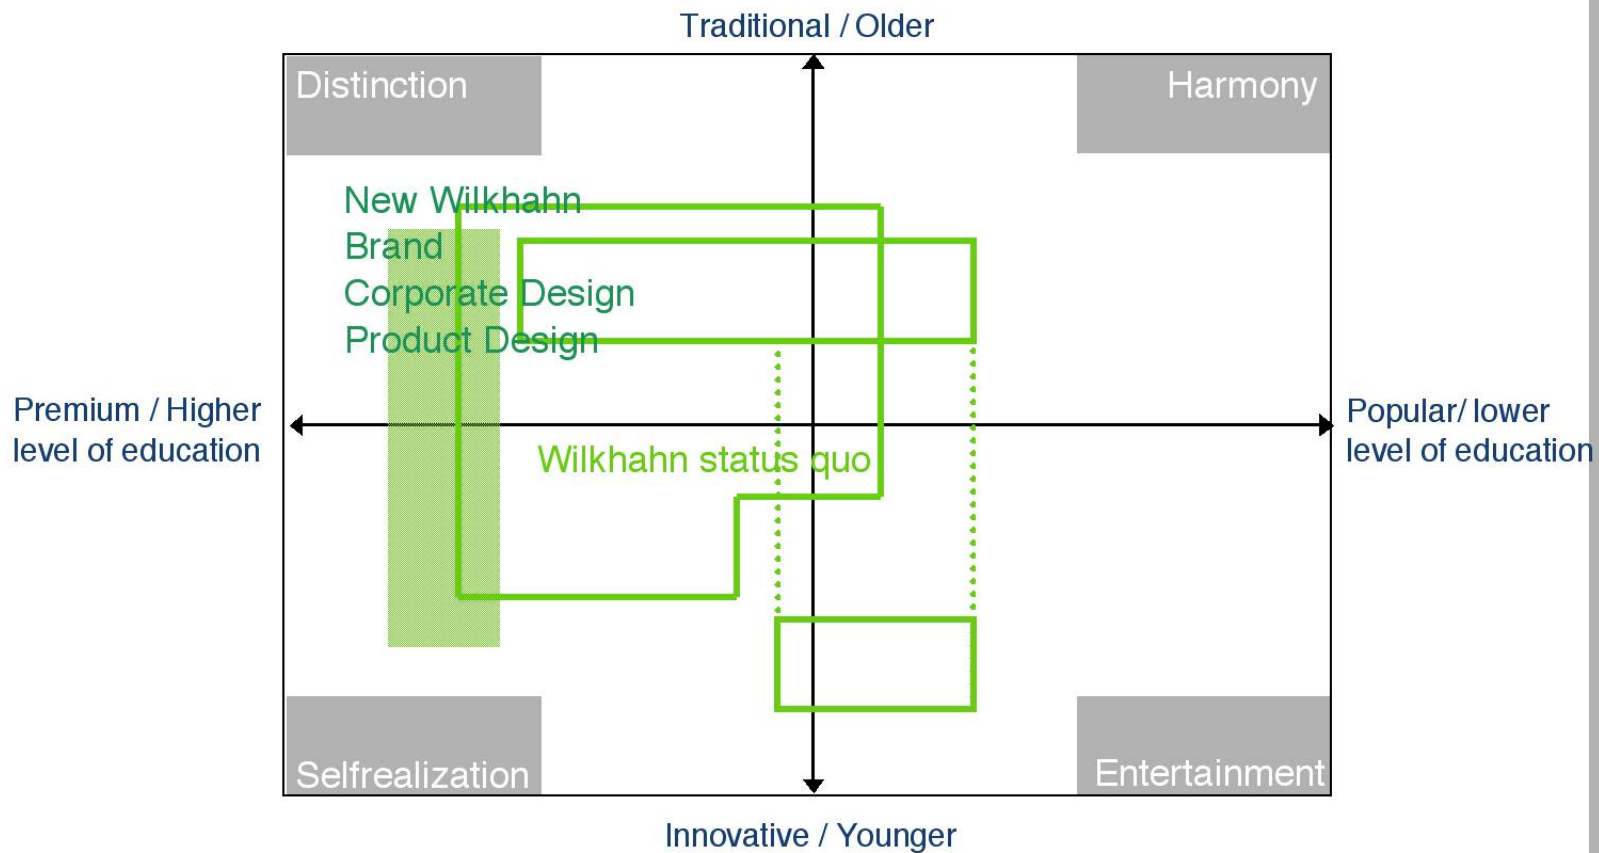 Traditional / Older
Distinction
Harmony
New Wilkhahn
Brand
Corporate Design
Product Design
Premium / Higher
level of education
Popular/ lower
level of education
Wilkhahn status quo
Selfrealization
Entertainment
Innovative / Younger